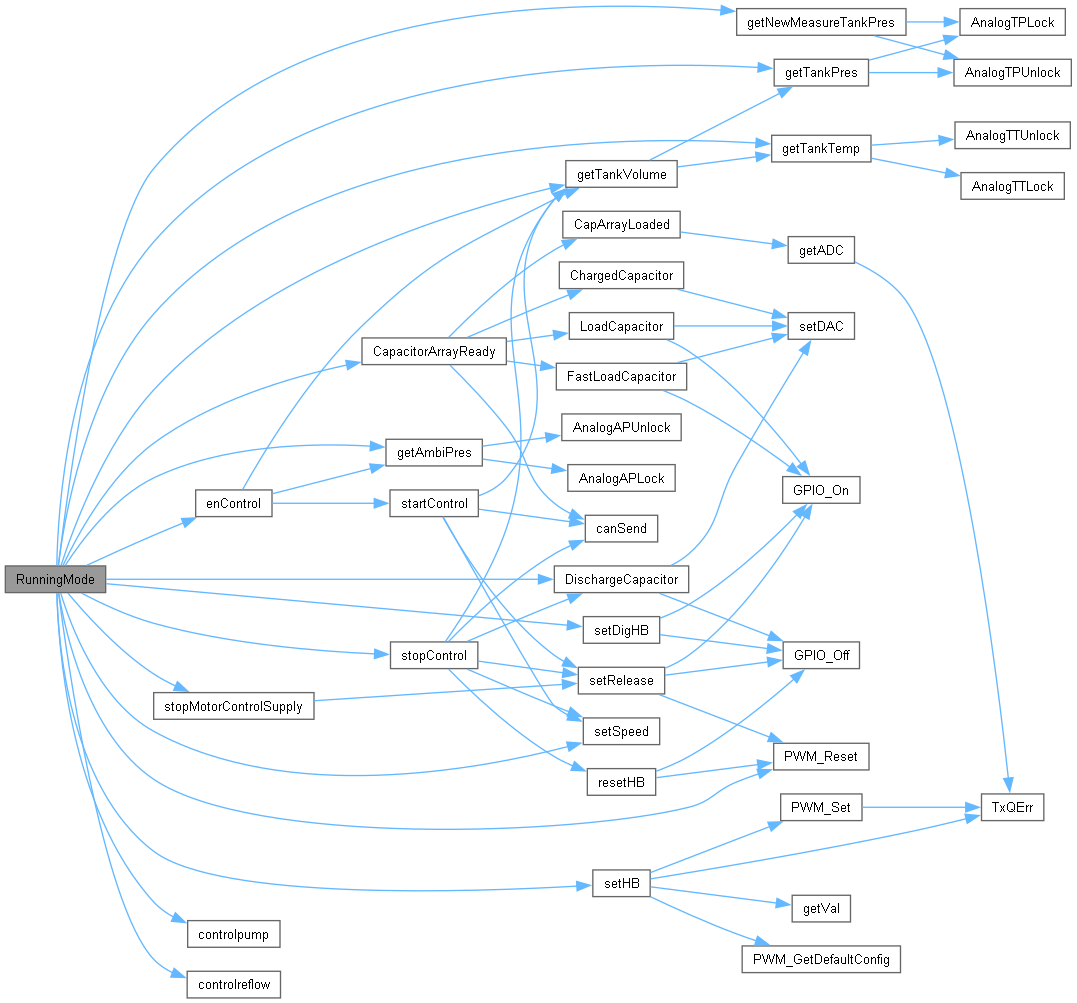 getNewMeasureTankPres
AnalogTPLock
getTankPres
AnalogTPUnlock
getTankTemp
AnalogTTUnlock
getTankVolume
AnalogTTLock
CapArrayLoaded
getADC
ChargedCapacitor
LoadCapacitor
setDAC
CapacitorArrayReady
FastLoadCapacitor
AnalogAPUnlock
getAmbiPres
AnalogAPLock
GPIO_On
enControl
startControl
canSend
RunningMode
DischargeCapacitor
setDigHB
stopControl
GPIO_Off
setRelease
stopMotorControlSupply
setSpeed
PWM_Reset
resetHB
PWM_Set
TxQErr
setHB
getVal
controlpump
PWM_GetDefaultConfig
controlreflow